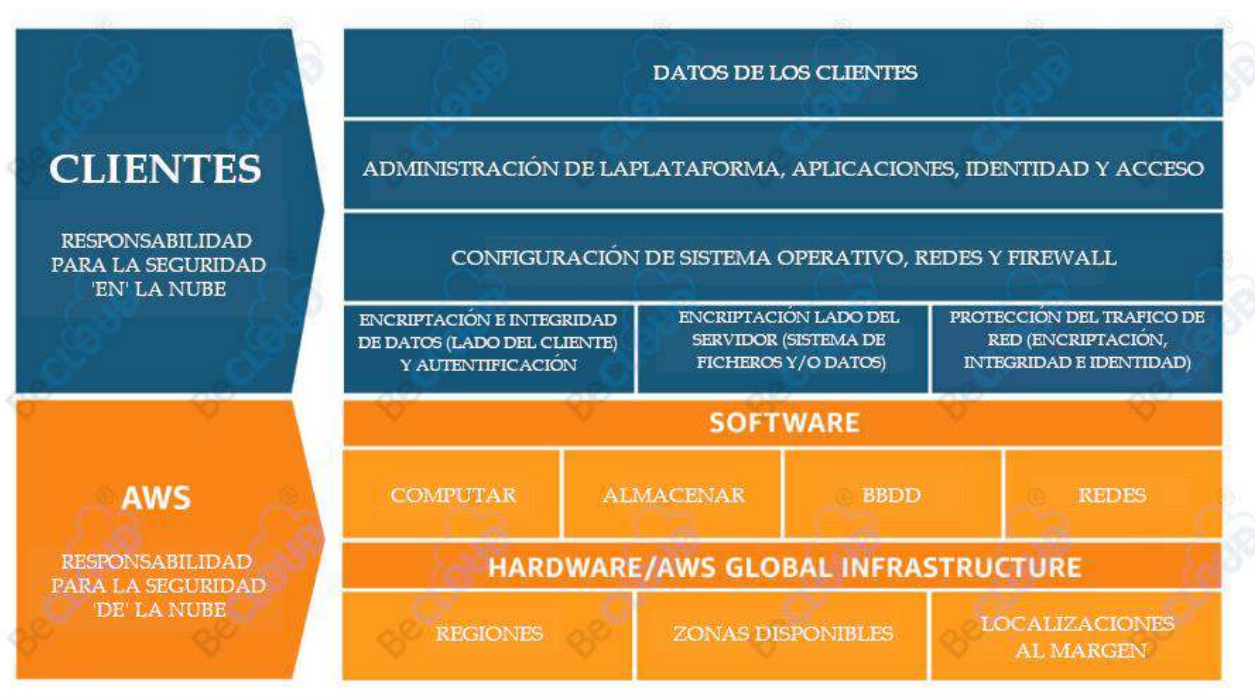 DATOS DE LOS CLIENTES
CLIENTES
ADMINISTRACIÓN DE LAPLATAFORMA, APLICACIONES, IDENTIDAD Y ACCESO
RESPONSABILIDAD
PARA LA SEGURIDAD
'EN' LA NUBE
CONFIGURACIÓN DE SISTEMA OPERATIVO, REDES Y FIREWALL
ENCRIPTACIÓN E INTEGRIDAD
DE DATOS (LADO DEL CLIENTE)
Y AUTENTIFICACIÓN
ENCRIPTACIÓN LADO DEL
SERVIDOR (SISTEMA DE
FICHEROS Y/O DATOS)
PROTECCIÓN DEL TRAFICO DE
RED (ENCRIPTACIÓN,
INTEGRIDAD E IDENTIDAD)
AWS
RESPONSABILIDAD
PARA LA SEGURIDAD
'DE' LA NUBE
SOFTWARE
COMPUTAR
ALMACENAR
BBDD
REDES
HARDWARE/AWS GLOBAL INFRASTRUCTURE
REGIONES
ZONAS DISPONIBLES
LOCALIZACIONES
AL MARGEN
BeCLOUD